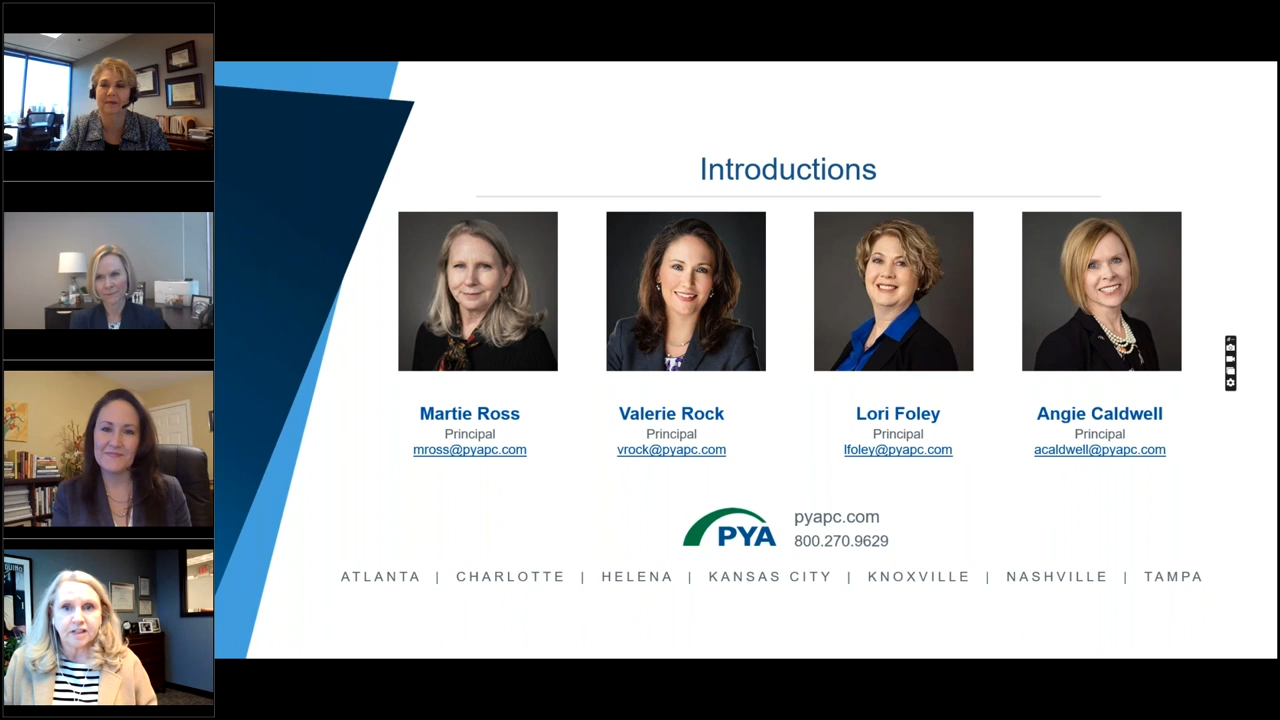 Introductions
Martie Ross
Principal
mross@pyapc.com
Valerie Rock
Principal
vrock@pyapc.com
Lori Foley
Principal
lfoley@pyapc.com
Angie Caldwell
Principal
acaldwell@pyapc.com
PYA
pyapc.com
800.270.9629
ATLANTA | CHARLOTTE | HELENA | KANSAS CITY | KNOXVILLE | NASHVILLE | TAMPA